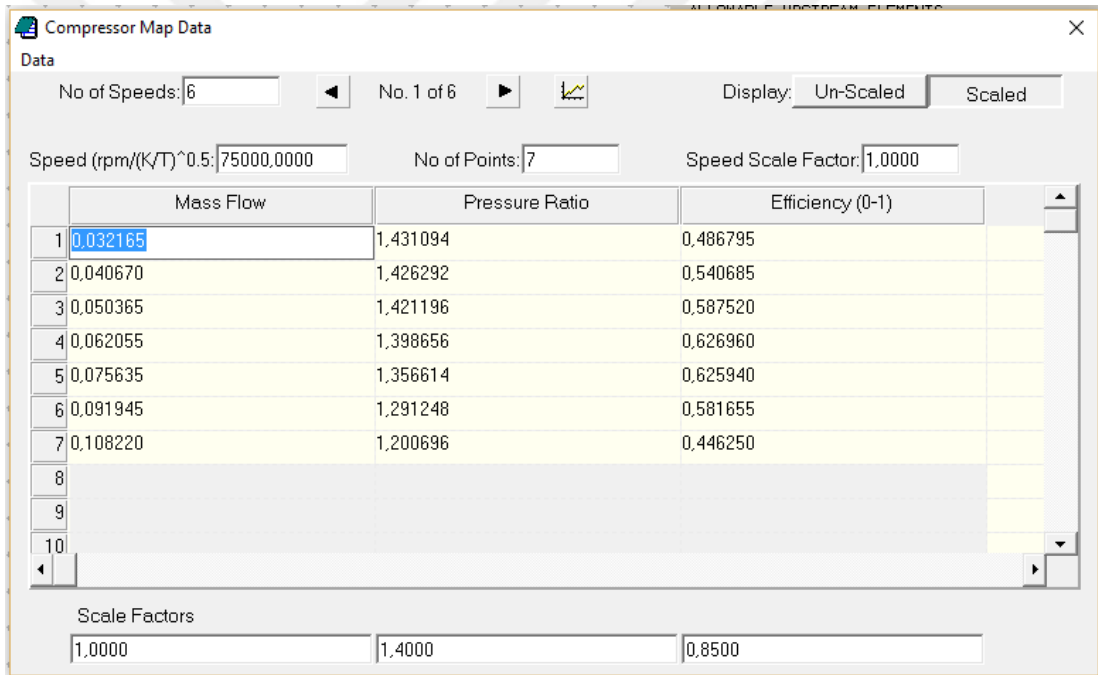 ALLOWABLE UPSTREAM ELEMENTS
Compressor Map Data
Data
No of Speeds: 6 No. 1 of 6 Display: Un-Scaled Scaled
Speed (rpm/(K/T)^0.5: 75000,0000 No of Points: 7 Speed Scale Factor: 1,0000
Mass Flow Pressure Ratio Efficiency (0-1)
1 0,032165 1,431094 0,486795
2 0,040670 1,426292 0,540685
3 0,050365 1,421196 0,587520
4 0,062055 1,398656 0,626960
5 0,075635 1,356614 0,625940
6 0,091945 1,291248 0,581655
7 0,108220 1,200696 0,446250
8
9
10
Scale Factors
1,0000 1,4000 0,8500